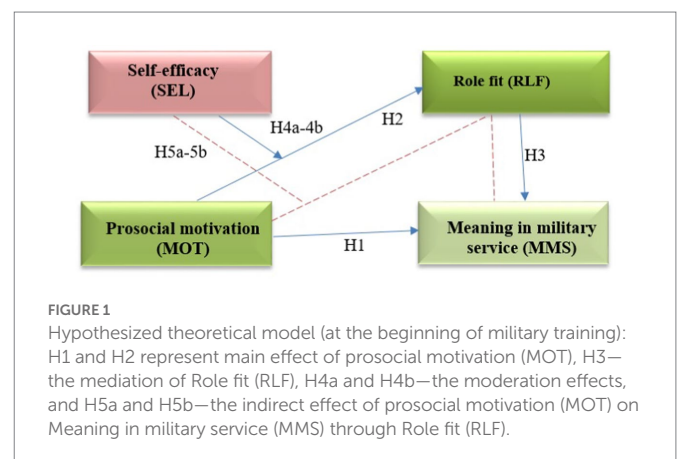 Self-efficacy
(SEL)
Role fit (RLF)
H4a-4b
H2
H5a-5b
H3
Prosocial motivation
(MOT)
H1
Meaning in military
service (MMS)
FIGURE 1
Hypothesized theoretical model (at the beginning of military training):
H1 and H2 represent main effect of prosocial motivation (MOT), H3—
the mediation of Role fit (RLF), H4a and H4b—the moderation effects,
and H5a and H5b—the indirect effect of prosocial motivation (MOT) on
Meaning in military service (MMS) through Role fit (RLF).